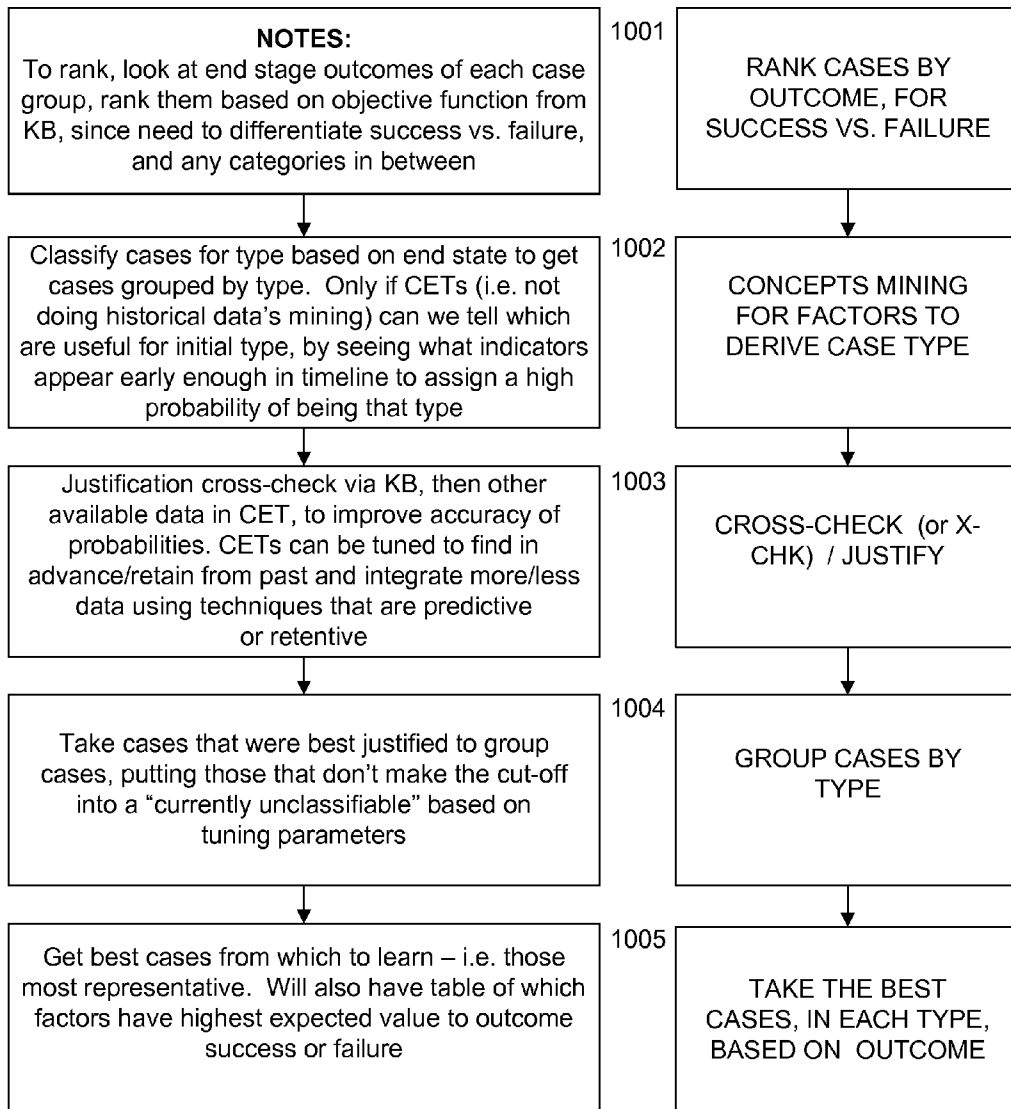 NOTES:
To rank, look at end stage outcomes of each case
group, rank them based on objective function from
KB, since need to differentiate success vs. failure,
and any categories in between
1001
RANK CASES BY
OUTCOME, FOR
SUCCESS VS. FAILURE
Classify cases for type based on end state to get
cases grouped by type. Only if CETs (i.e. not
doing historical data's mining) can we tell which
are useful for initial type, by seeing what indicators
appear early enough in timeline to assign a high
probability of being that type
1002
CONCEPTS MINING
FOR FACTORS TO
DERIVE CASE TYPE
Justification cross-check via KB, then other
available data in CET, to improve accuracy of
probabilities. CETs can be tuned to find in
advance/retain from past and integrate more/less
data using techniques that are predictive
or retentive
1003
CROSS-CHECK (or X-
CHK) / JUSTIFY
Take cases that were best justified to group
cases, putting those that don't make the cut-off
into a “currently unclassifiable” based on
tuning parameters
1004
GROUP CASES BY
TYPE
Get best cases from which to learn – i.e. those
most representative. Will also have table of which
factors have highest expected value to outcome
success or failure
1005
TAKE THE BEST
CASES, IN EACH TYPE,
BASED ON OUTCOME